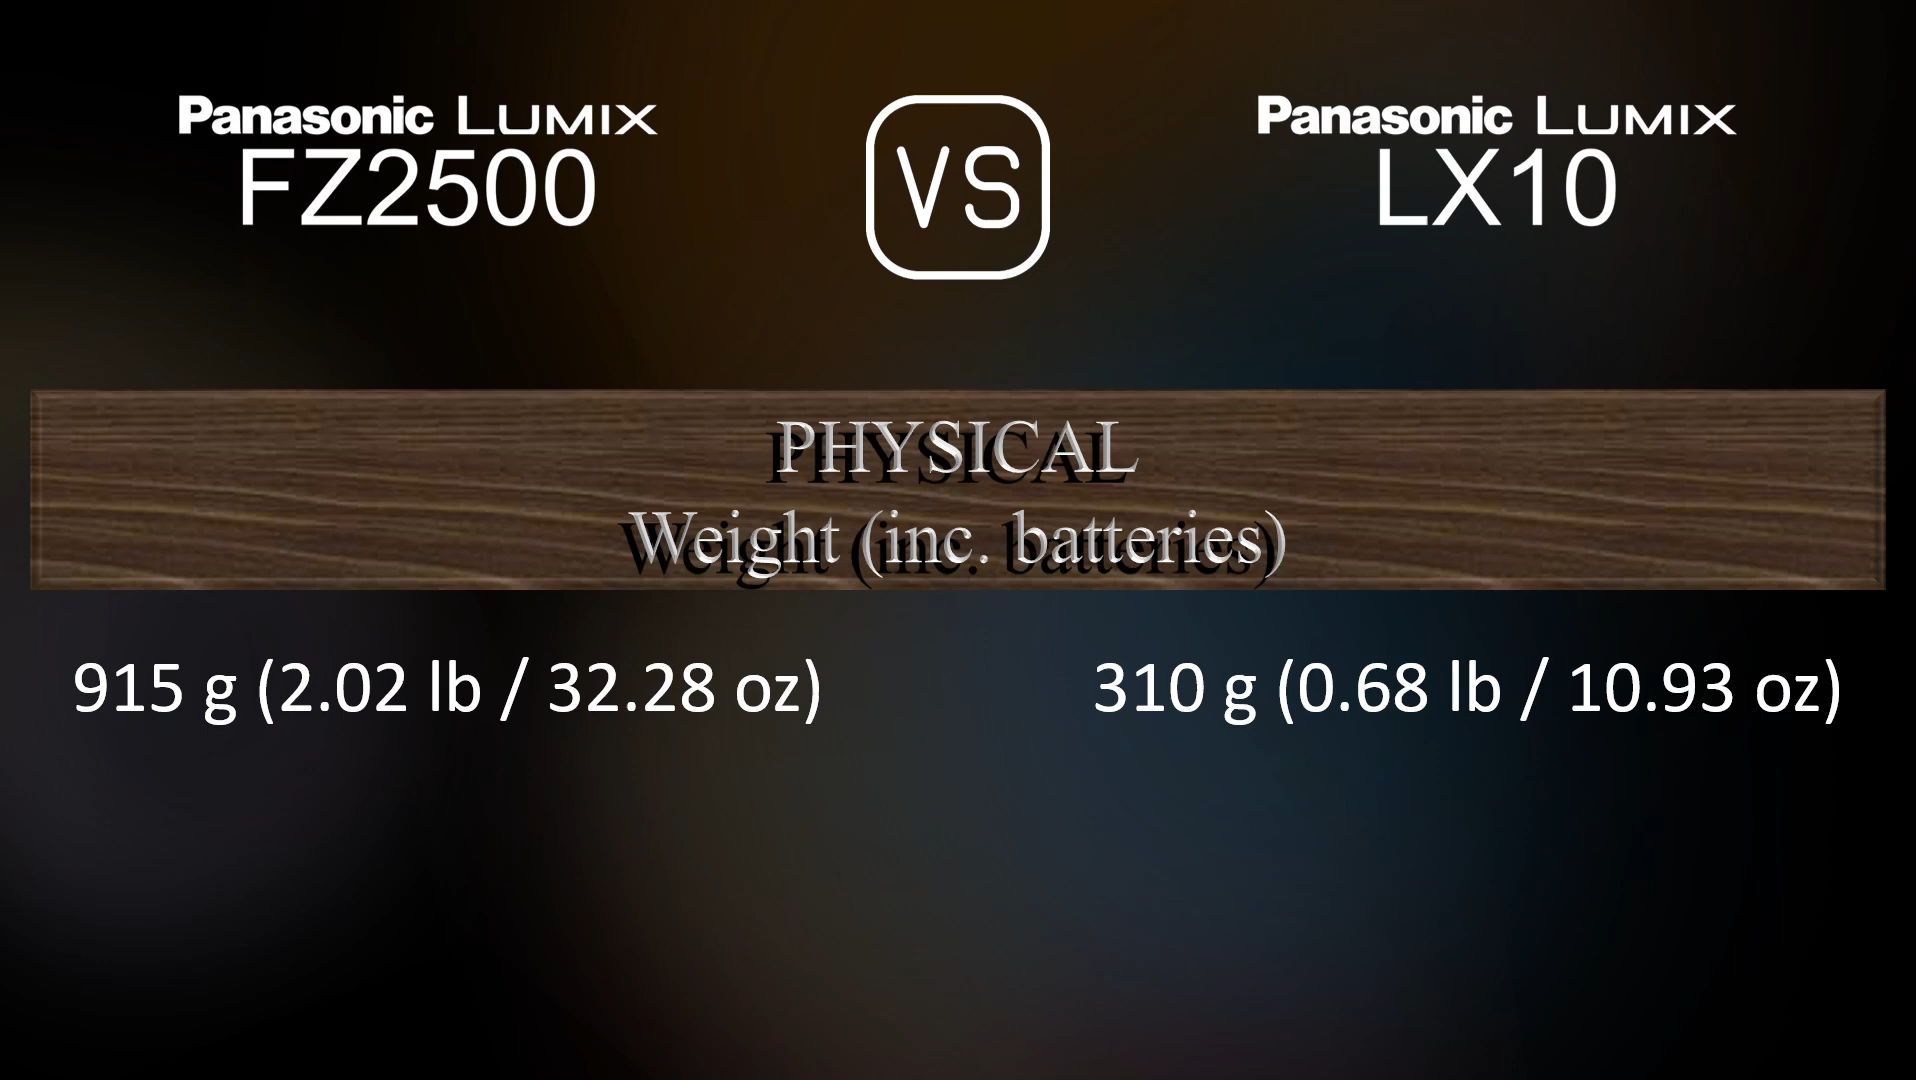 Panasonic LUMIX
FZ2500
VS
Panasonic LUMIX
LX10
PHYSICAL
Weight (inc. batteries)
915 g (2.02 lb / 32.28 oz)
310 g (0.68 lb / 10.93 oz)